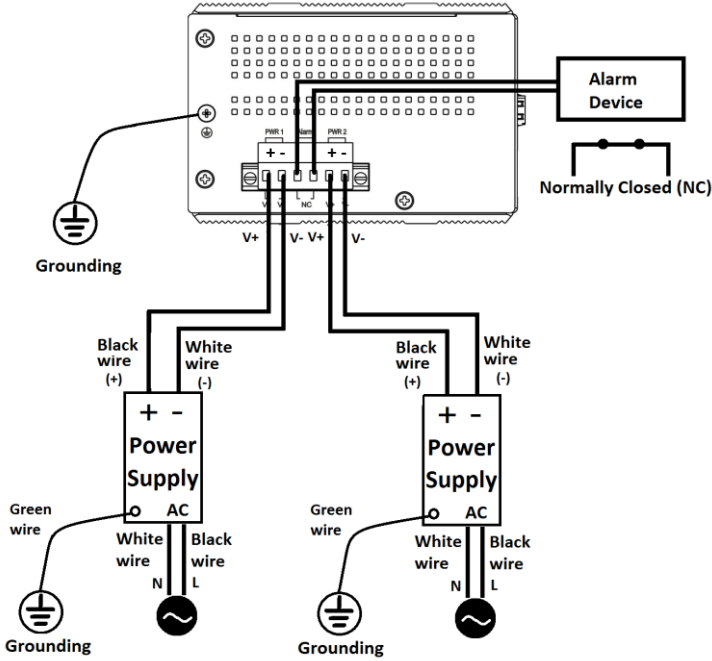 Alarm
Device
PWR 1
Alarm
PWR 2
+ -
+ -
V+
V-
NC
V+
V-
Normally Closed (NC)
V+
V-
V+
V-
Grounding
Black
wire
(+)
White
wire
(-)
Black
wire
(+)
White
wire
(-)
+ -
Power
Supply
AC
+ -
Power
Supply
AC
Green
wire
White
wire
Black
wire
N
L
Green
wire
White
wire
Black
wire
N
L
Grounding
Grounding